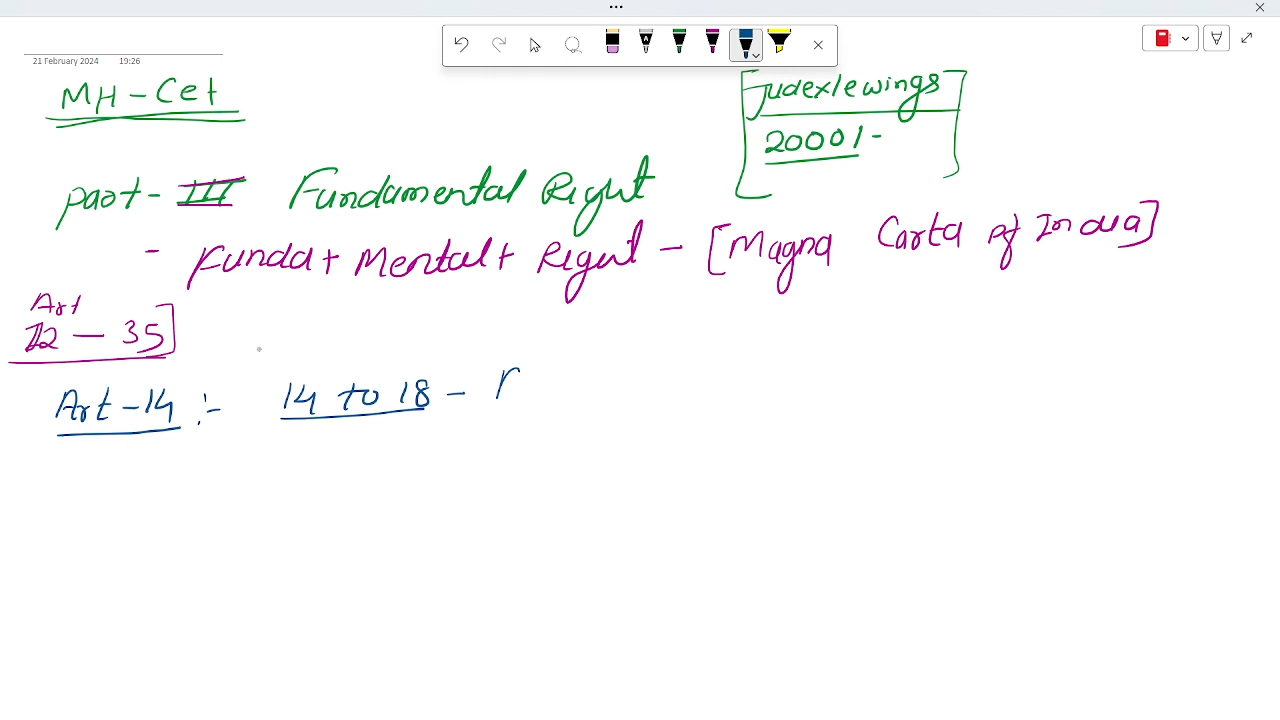 21 February 2024 19:26
MH-Cet
Judexlewings
20001-
part- III Fundamental Right
- Funda+ Mental+ Right - [Magna Carta of India]
Art
12 - 35]
Art-14 :- 14 to 18 - r